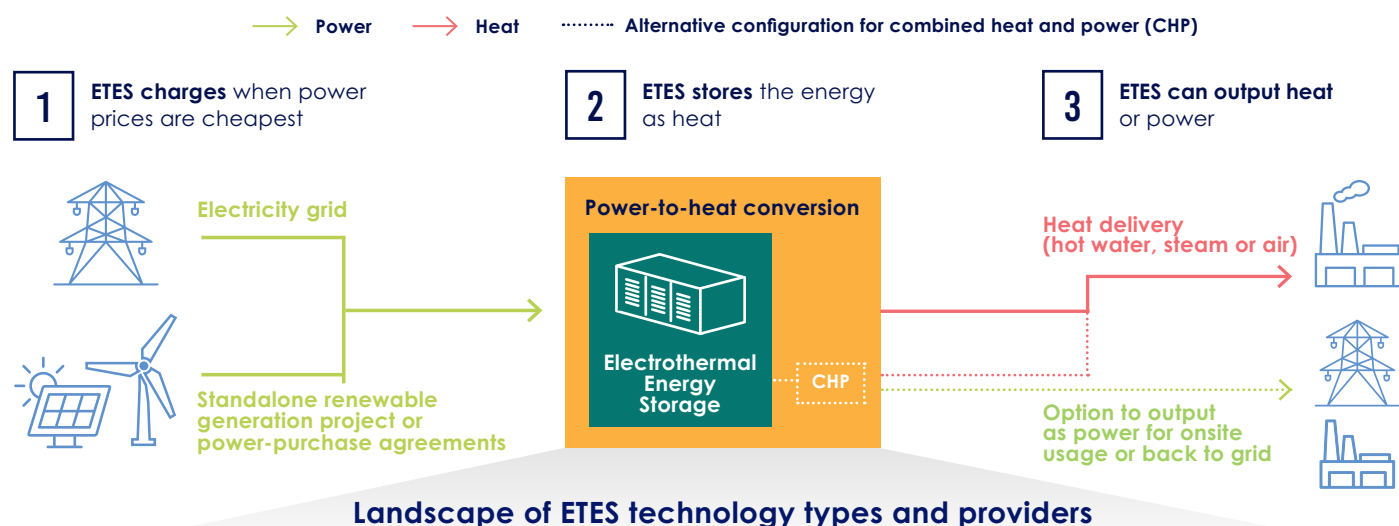 Power
Heat
Alternative configuration for combined heat and power (CHP)
1
ETES charges when power
prices are cheapest
2
ETES stores the energy
as heat
3
ETES can output heat
or power
Electricity grid
Standalone renewable
generation project or
power-purchase agreements
Power-to-heat conversion
Electrothermal
Energy
Storage
CHP
Heat delivery
(hot water, steam or air)
Option to output
as power for onsite
usage or back to grid
Landscape of ETES technology types and providers